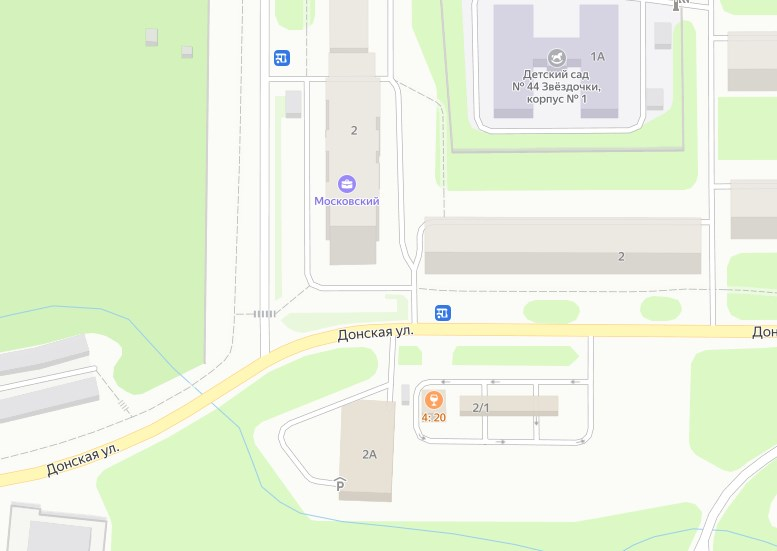 1А
Детский сад
№ 44 Звёздочки,
корпус № 1
2
Московский
2
Донская ул.
Дон
4:20
2/1
Донская ул.
2А
P